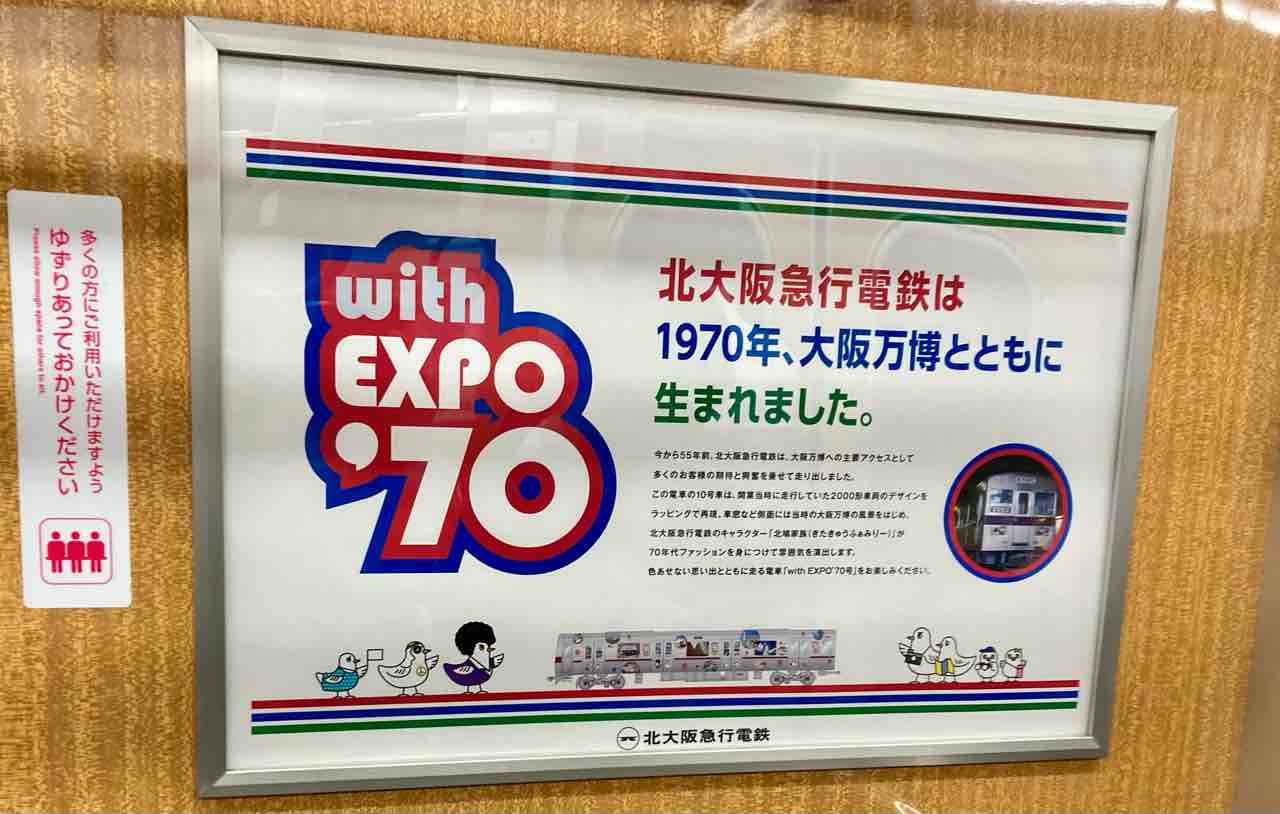 多くの方にご利用いただけますよう
ゆずりあっておかけください
Please allow enough space for others to sit.
with
EXPO
'70
北大阪急行電鉄は
1970年、大阪万博とともに
生まれました。
今から55年前、北大阪急行電鉄は、大阪万博への主要アクセスとして
多くのお客様の期待と興奮を乗せて走り出しました。
この電車の10号車は、開業当時に走行していた2000形車両のデザインを
ラッピングで再現。車窓など側面には当時の大阪万博の風景をはじめ、
北大阪急行電鉄のキャラクター「北鳩家族(きたきゅうふぁみりー)」が
70年代ファッションを身につけて雰囲気を演出します。
色あせない思い出とともに走る電車「with EXPO'70号」をお楽しみください。
北大阪急行電鉄